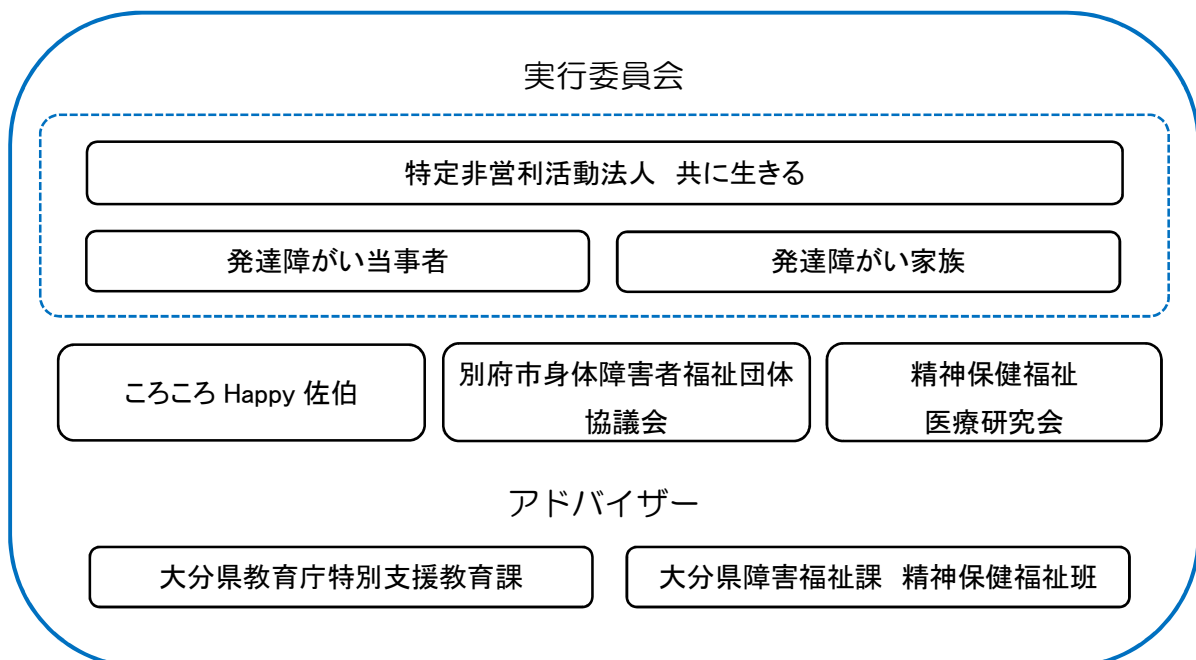 実行委員会
特定非営利活動法人　共に生きる
発達障がい当事者
発達障がい家族
ころころ Happy 佐伯
別府市身体障害者福祉団体
協議会
精神保健福祉
医療研究会
アドバイザー
大分県教育庁特別支援教育課
大分県障害福祉課　精神保健福祉班